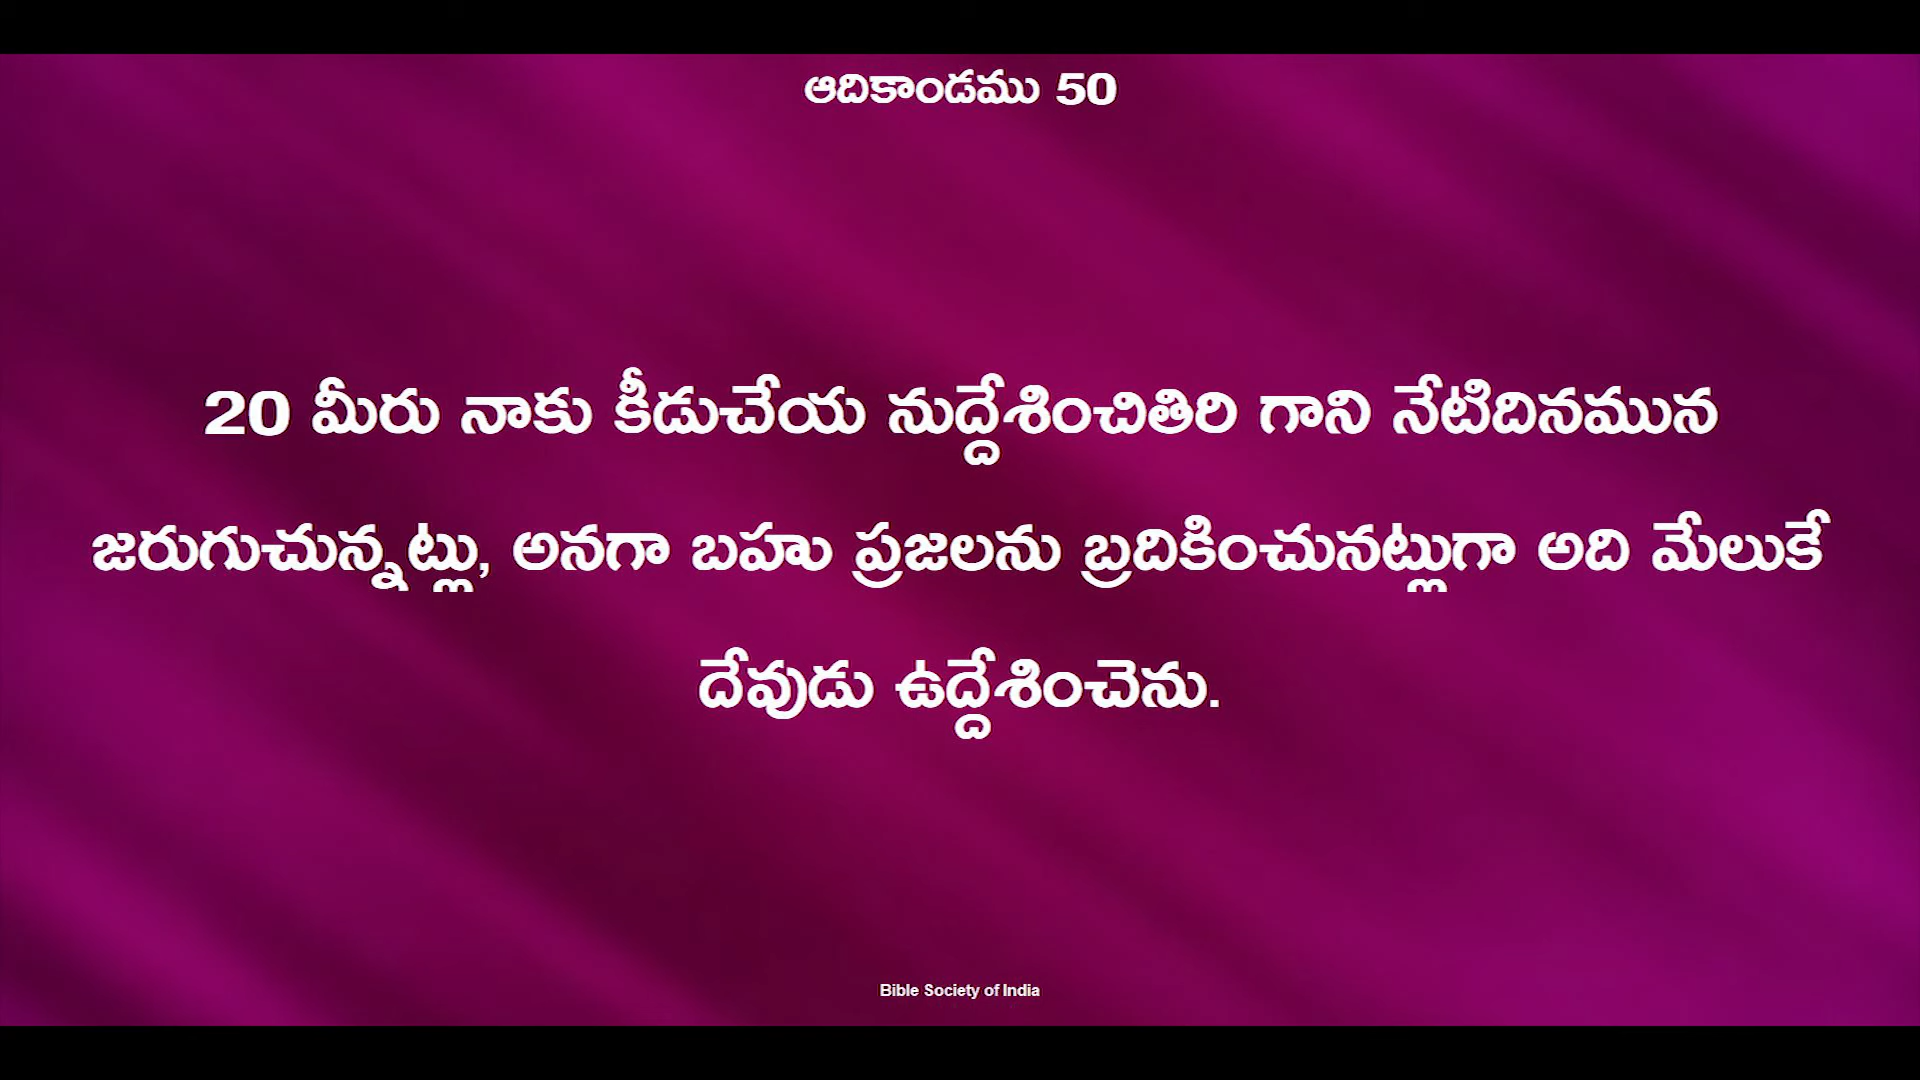 ఆదికాండము 50
20 మీరు నాకు కీడుచేయ నుద్దేశించితిరి గాని నేటిదినమున
జరుగుచున్నట్లు, అనగా బహు ప్రజలను బ్రదికించునట్లుగా అది మేలుకే
దేవుడు ఉద్దేశించెను.
Bible Society of India